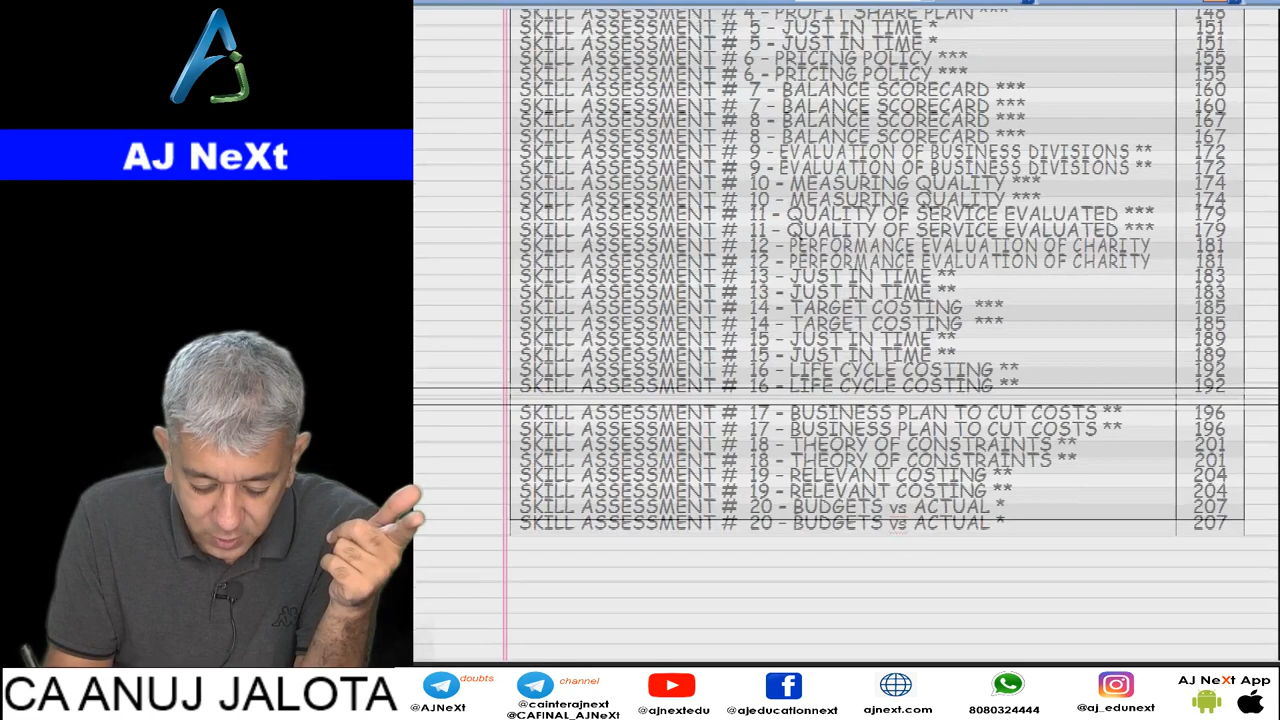 AJ NeXt
SKILL ASSESSMENT # 4 - PROFIT SHARE PLAN *** 148
SKILL ASSESSMENT # 5 - JUST IN TIME * 151
SKILL ASSESSMENT # 5 - JUST IN TIME * 151
SKILL ASSESSMENT # 6 - PRICING POLICY *** 155
SKILL ASSESSMENT # 6 - PRICING POLICY *** 155
SKILL ASSESSMENT # 7 - BALANCE SCORECARD *** 160
SKILL ASSESSMENT # 7 - BALANCE SCORECARD *** 160
SKILL ASSESSMENT # 8 - BALANCE SCORECARD *** 167
SKILL ASSESSMENT # 8 - BALANCE SCORECARD *** 167
SKILL ASSESSMENT # 9 - EVALUATION OF BUSINESS DIVISIONS ** 172
SKILL ASSESSMENT # 9 - EVALUATION OF BUSINESS DIVISIONS ** 172
SKILL ASSESSMENT # 10 - MEASURING QUALITY *** 174
SKILL ASSESSMENT # 10 - MEASURING QUALITY *** 174
SKILL ASSESSMENT # 11 - QUALITY OF SERVICE EVALUATED *** 179
SKILL ASSESSMENT # 11 - QUALITY OF SERVICE EVALUATED *** 179
SKILL ASSESSMENT # 12 - PERFORMANCE EVALUATION OF CHARITY 181
SKILL ASSESSMENT # 12 - PERFORMANCE EVALUATION OF CHARITY 181
SKILL ASSESSMENT # 13 - JUST IN TIME ** 183
SKILL ASSESSMENT # 13 - JUST IN TIME ** 183
SKILL ASSESSMENT # 14 - TARGET COSTING *** 185
SKILL ASSESSMENT # 14 - TARGET COSTING *** 185
SKILL ASSESSMENT # 15 - JUST IN TIME ** 189
SKILL ASSESSMENT # 15 - JUST IN TIME ** 189
SKILL ASSESSMENT # 16 - LIFE CYCLE COSTING ** 192
SKILL ASSESSMENT # 16 - LIFE CYCLE COSTING ** 192
SKILL ASSESSMENT # 17 - BUSINESS PLAN TO CUT COSTS ** 196
SKILL ASSESSMENT # 17 - BUSINESS PLAN TO CUT COSTS ** 196
SKILL ASSESSMENT # 18 - THEORY OF CONSTRAINTS ** 201
SKILL ASSESSMENT # 18 - THEORY OF CONSTRAINTS ** 201
SKILL ASSESSMENT # 19 - RELEVANT COSTING ** 204
SKILL ASSESSMENT # 19 - RELEVANT COSTING ** 204
SKILL ASSESSMENT # 20 - BUDGETS vs ACTUAL * 207
SKILL ASSESSMENT # 20 - BUDGETS vs ACTUAL * 207
CA ANUJ JALOTA
doubts
@AJNeXt
channel
@cainterajnext
@CAFINAL_AJNeXt
@ajnextedu
@ajeducationnext
ajnext.com
8080324444
@aj_edunext
AJ NeXt App